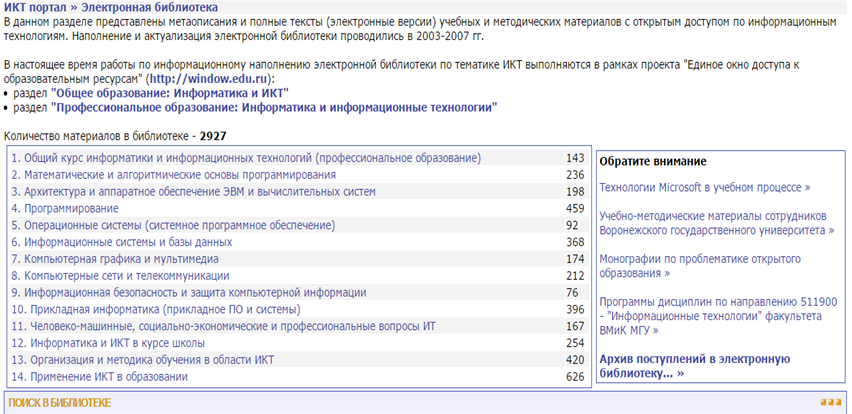 ИКТ портал » Электронная библиотека
В данном разделе представлены метаописания и полные тексты (электронные версии) учебных и методических материалов с открытым доступом по информационным
технологиям. Наполнение и актуализация электронной библиотеки проводились в 2003-2007 гг.
В настоящее время работы по информационному наполнению электронной библиотеки по тематике ИКТ выполняются в рамках проекта "Единое окно доступа к
образовательным ресурсам" (http://window.edu.ru):
• раздел "Общее образование: Информатика и ИКТ"
• раздел "Профессиональное образование: Информатика и информационные технологии"
Количество материалов в библиотеке - 2927
1. Общий курс информатики и информационных технологий (профессиональное образование) 143
2. Математические и алгоритмические основы программирования 236
3. Архитектура и аппаратное обеспечение ЭВМ и вычислительных систем 198
4. Программирование 459
5. Операционные системы (системное программное обеспечение) 92
6. Информационные системы и базы данных 368
7. Компьютерная графика и мультимедиа 174
8. Компьютерные сети и телекоммуникации 212
9. Информационная безопасность и защита компьютерной информации 76
10. Прикладная информатика (прикладное ПО и системы) 396
11. Человеко-машинные, социально-экономические и профессиональные вопросы ИТ 167
12. Информатика и ИКТ в курсе школы 254
13. Организация и методика обучения в области ИКТ 420
14. Применение ИКТ в образовании 626
Обратите внимание
Технологии Microsoft в учебном процессе »
Учебно-методические материалы сотрудников
Воронежского государственного университета »
Монографии по проблематике открытого
образования »
Программы дисциплин по направлению 511900
- "Информационные технологии" факультета
ВМиК МГУ »
Архив поступлений в электронную
библиотеку... »
ПОИСК В БИБЛИОТЕКЕ